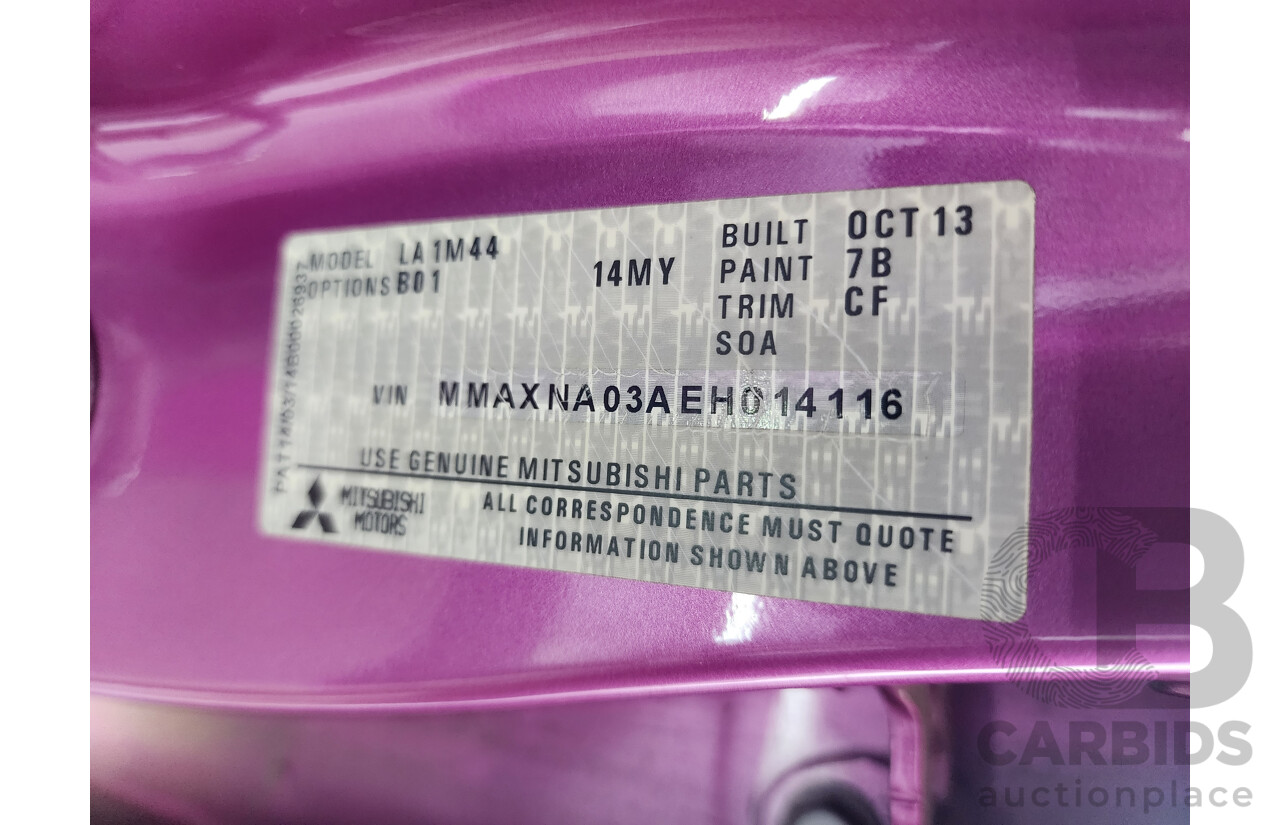 MODEL LA1M44
OPTIONS B01
14MY
BUILT OCT 13
PAINT 7B
TRIM CF
SOA
VIN MMAXNA03AEH014116
USE GENUINE MITSUBISHI PARTS
MITSUBISHI
MOTORS
ALL CORRESPONDENCE MUST QUOTE
INFORMATION SHOWN ABOVE
CB
CARBIDS
auctionplace